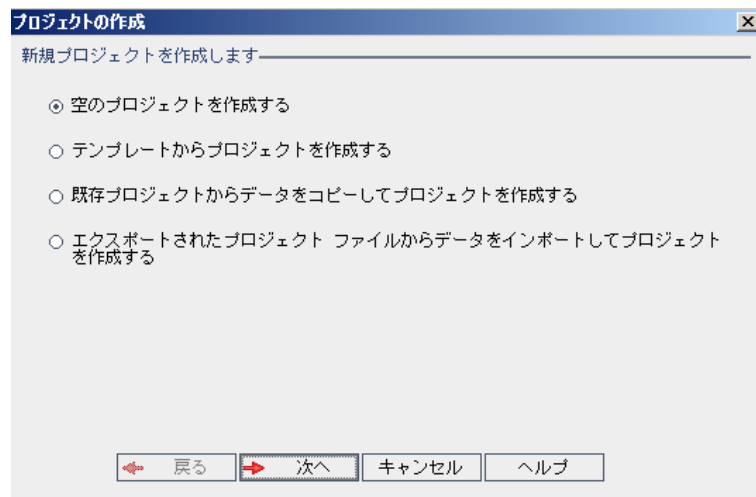 プロジェクトの作成
新規プロジェクトを作成します
空のプロジェクトを作成する
テンプレートからプロジェクトを作成する
既存プロジェクトからデータをコピーしてプロジェクトを作成する
エクスポートされたプロジェクト ファイルからデータをインポートしてプロジェクト
を作成する
戻る 次へ キャンセル ヘルプ